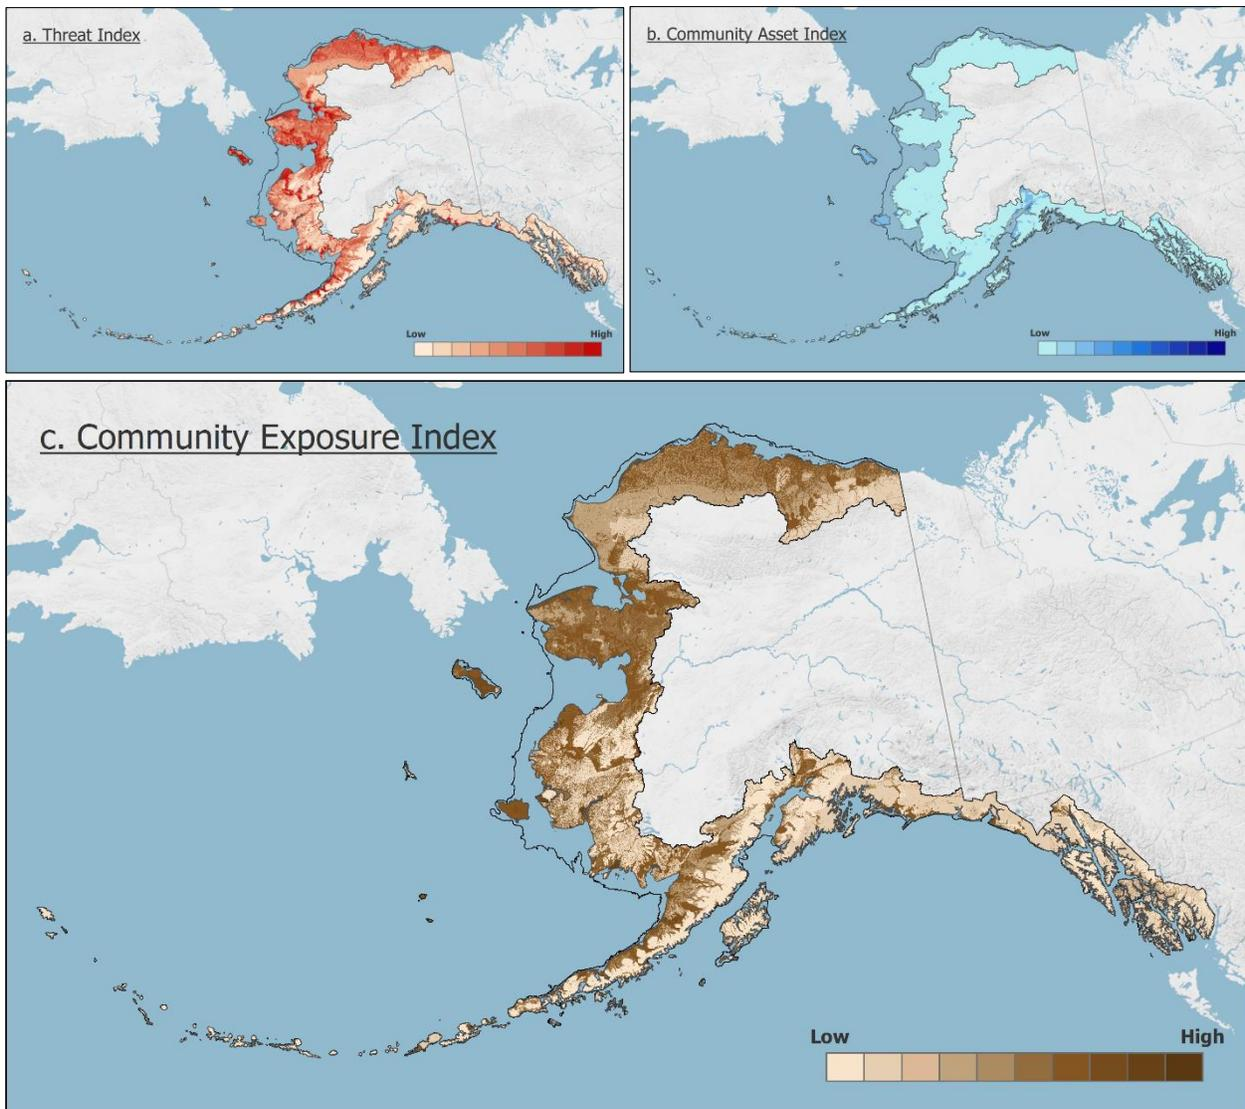 a. Threat Index
Low High
b. Community Asset Index
Low High
c. Community Exposure Index
Low High